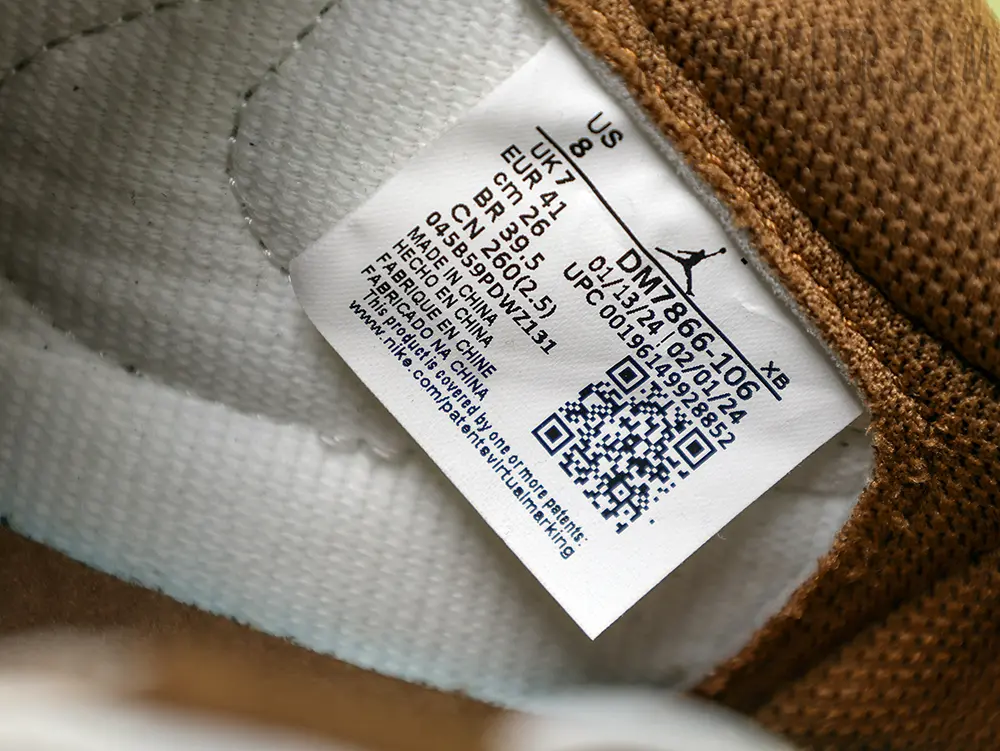 US
8
UK 7
EUR 41
cm 26
BR 39.5
CN 260(2.5)
045B59PDWZ131
MADE IN CHINA
HECHO EN CHINA
FABRIQUE EN CHINE
FABRICADO NA CHINA
This product is covered by one or more patents:
www.nike.com/patentsvirtualmarking
XB
DM7866-106
01/13/24 | 02/01/24
UPC 00196149928852